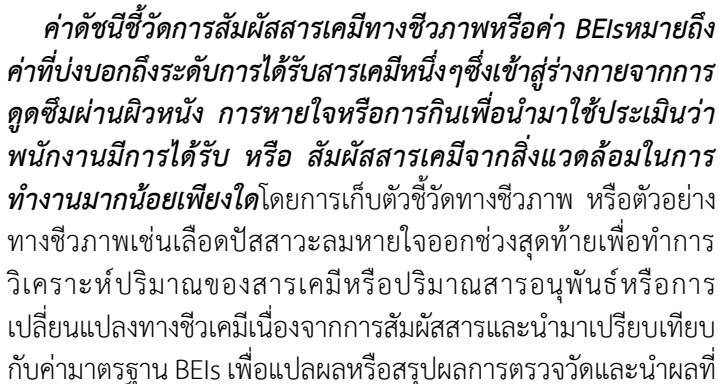 ค่าดัชนีชี้วัดการสัมผัสสารเคมีทางชีวภาพหรือค่า BEIsหมายถึง
ค่าที่บ่งบอกถึงระดับการได้รับสารเคมีหนึ่งๆซึ่งเข้าสู่ร่างกายจากการ
ดูดซึมผ่านผิวหนัง การหายใจหรือการกินเพื่อนำมาใช้ประเมินว่า
พนักงานมีการได้รับ หรือ สัมผัสสารเคมีจากสิ่งแวดล้อมในการ
ทำงานมากน้อยเพียงใดโดยการเก็บตัวชี้วัดทางชีวภาพ หรือตัวอย่าง
ทางชีวภาพเช่นเลือดปัสสาวะลมหายใจออกช่วงสุดท้ายเพื่อทำการ
วิเคราะห์ปริมาณของสารเคมีหรือปริมาณสารอนุพันธ์หรือการ
เปลี่ยนแปลงทางชีวเคมีเนื่องจากการสัมผัสสารและนำมาเปรียบเทียบ
กับค่ามาตรฐาน BEIs เพื่อแปลผลหรือสรุปผลการตรวจวัดและนำผลที่